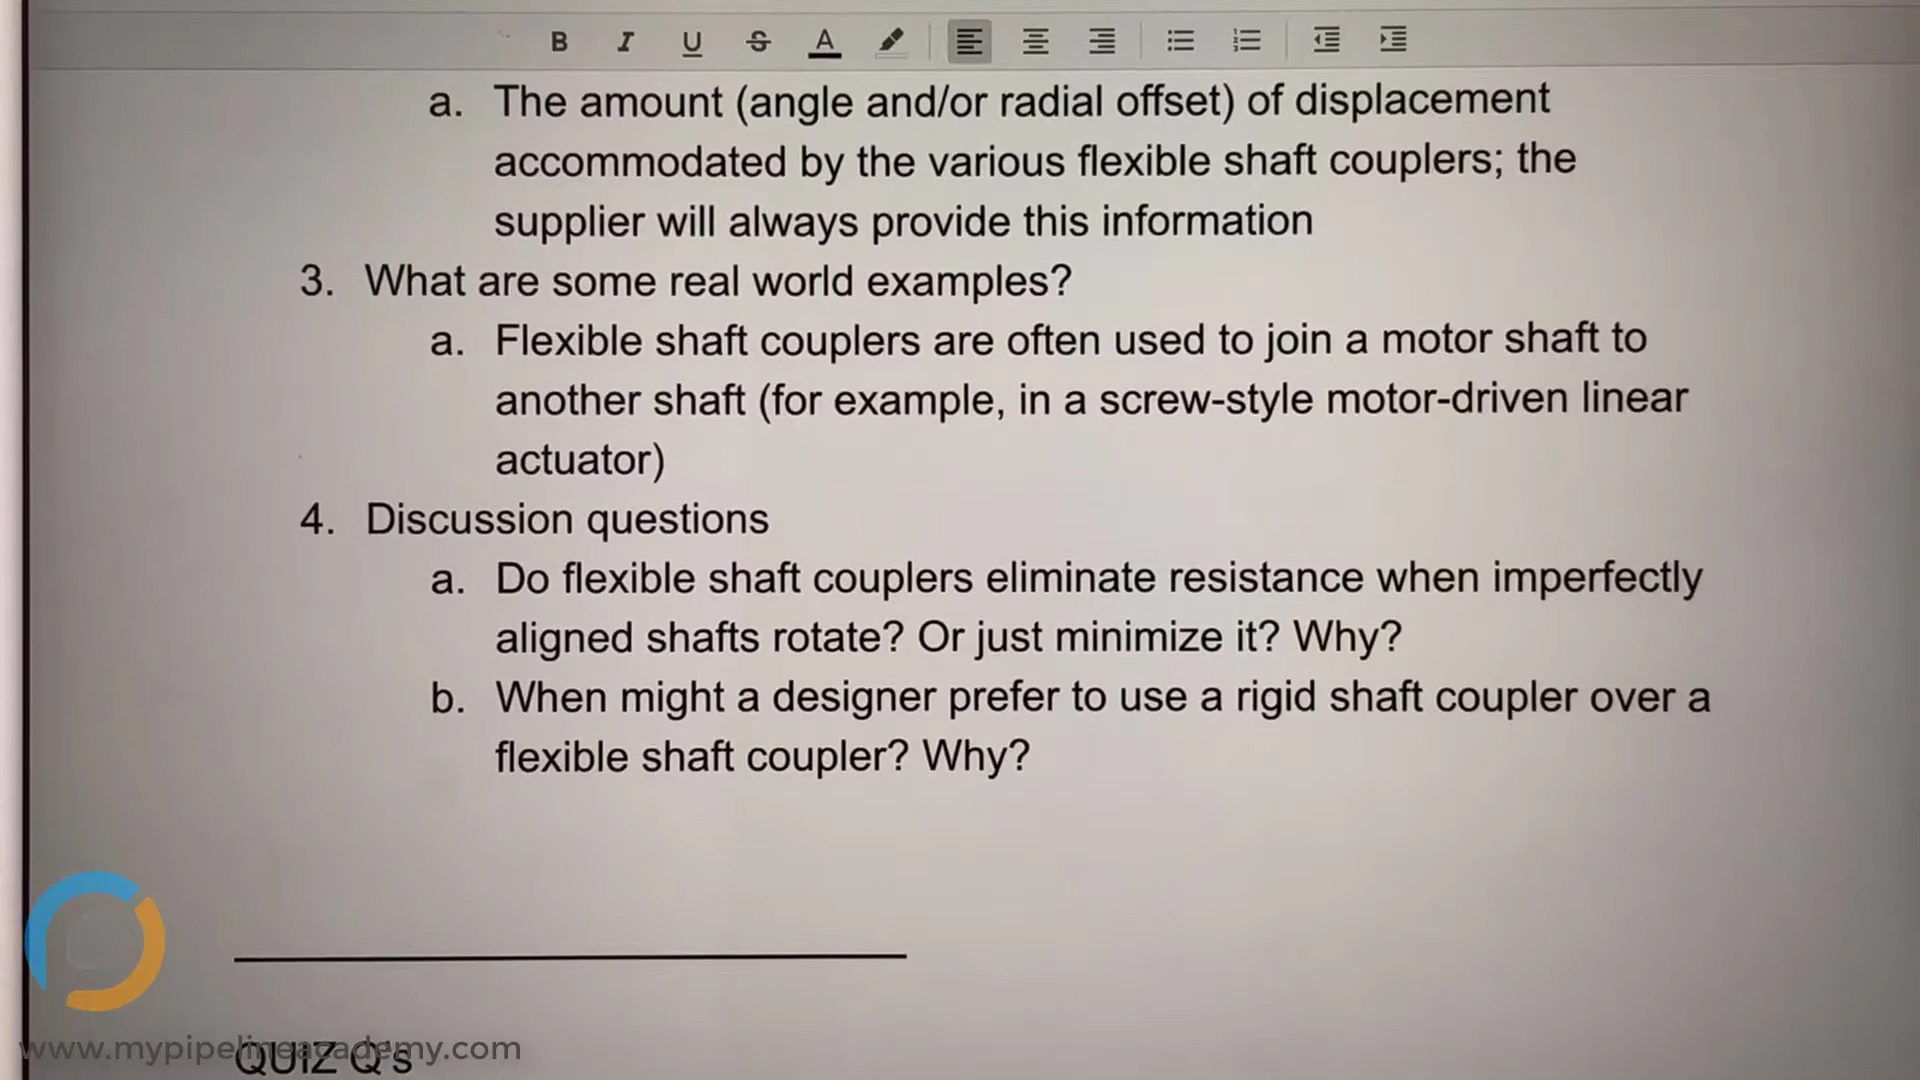 B I U S A
a. The amount (angle and/or radial offset) of displacement
accommodated by the various flexible shaft couplers; the
supplier will always provide this information
3. What are some real world examples?
a. Flexible shaft couplers are often used to join a motor shaft to
another shaft (for example, in a screw-style motor-driven linear
actuator)
4. Discussion questions
a. Do flexible shaft couplers eliminate resistance when imperfectly
aligned shafts rotate? Or just minimize it? Why?
b. When might a designer prefer to use a rigid shaft coupler over a
flexible shaft coupler? Why?
www.mypipelineacademy.com
QUIZ Q's